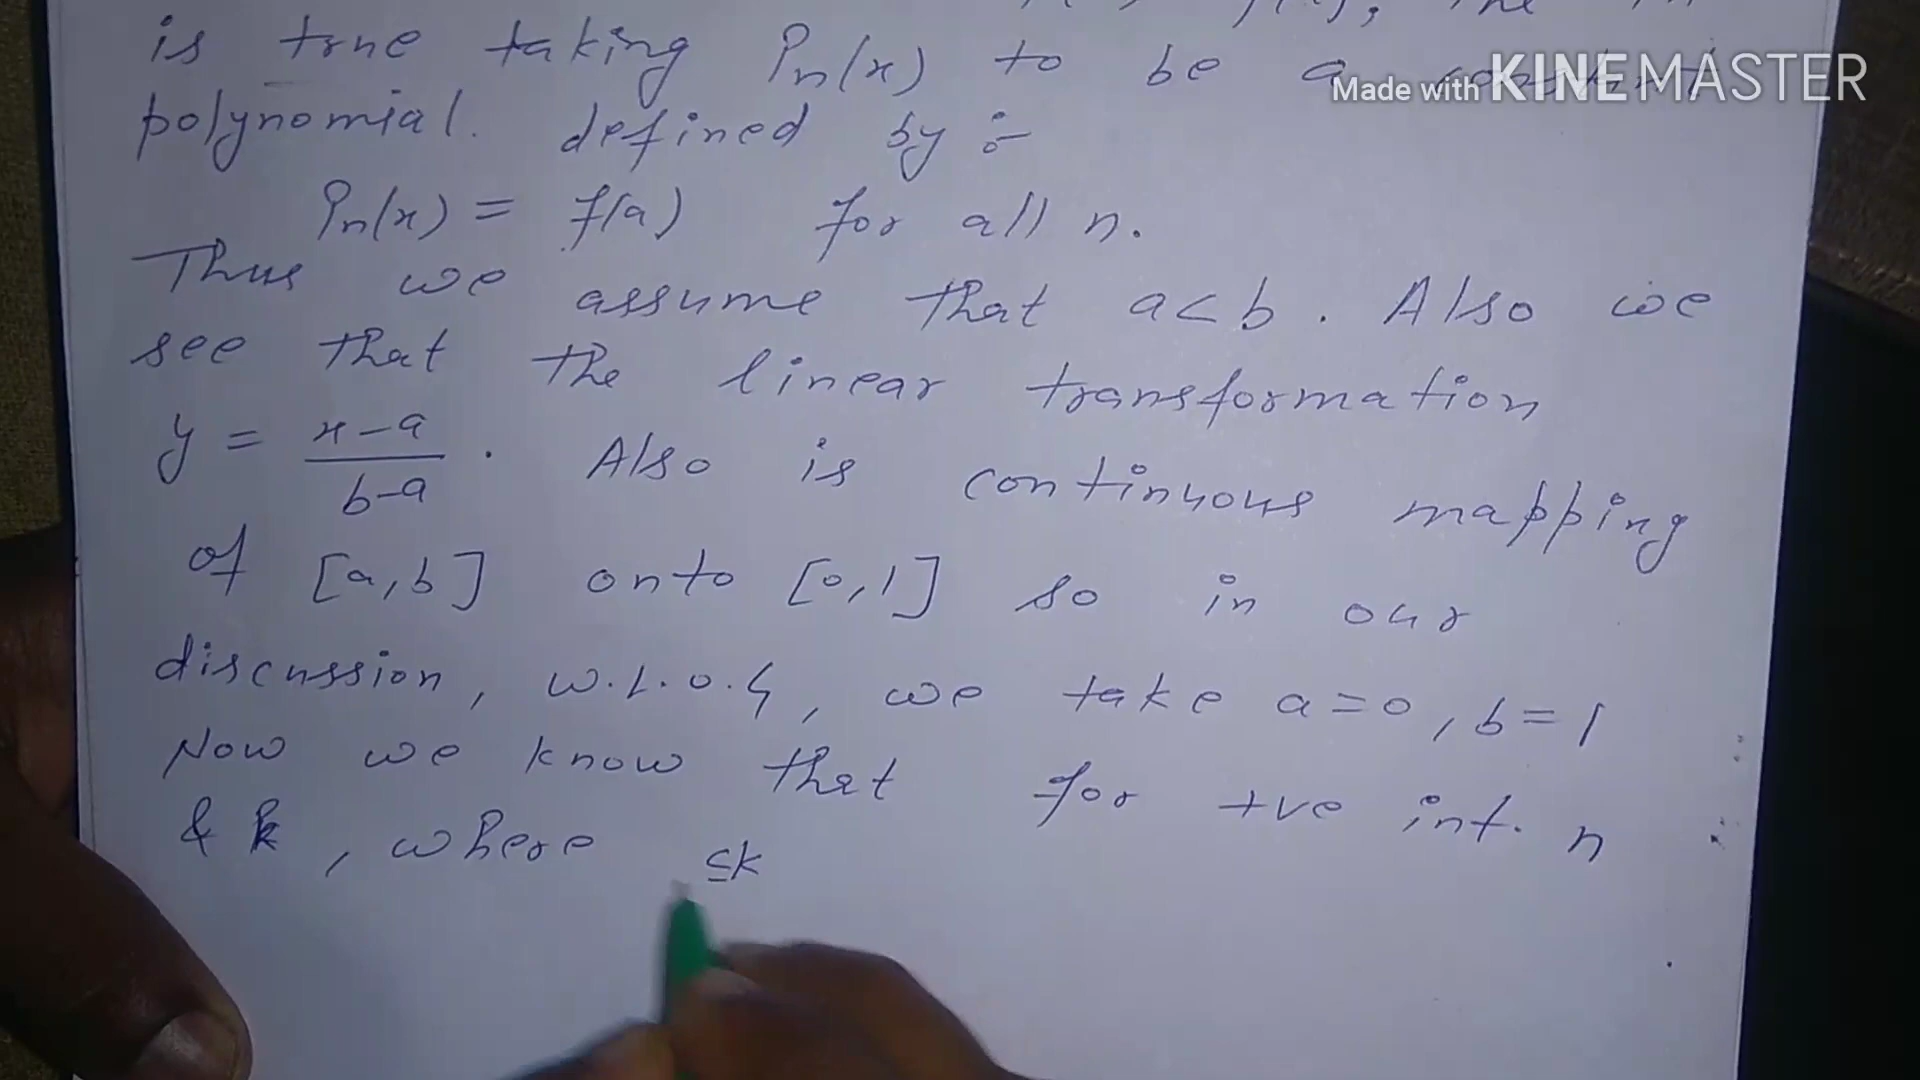 is true taking Pn(x) to be a
Made with KINEMASTER
polynomial. defined by :-
Pn(x) = f(a) for all n.
Thus we assume that a<b. Also we
see that the linear transformation
y = x-a / b-a . Also is continuous mapping
of [a,b] onto [0,1] so in our
discussion, W.L.O.G, we take a=0, b=1
Now we know that for +ve int. n
& k, where ≤k